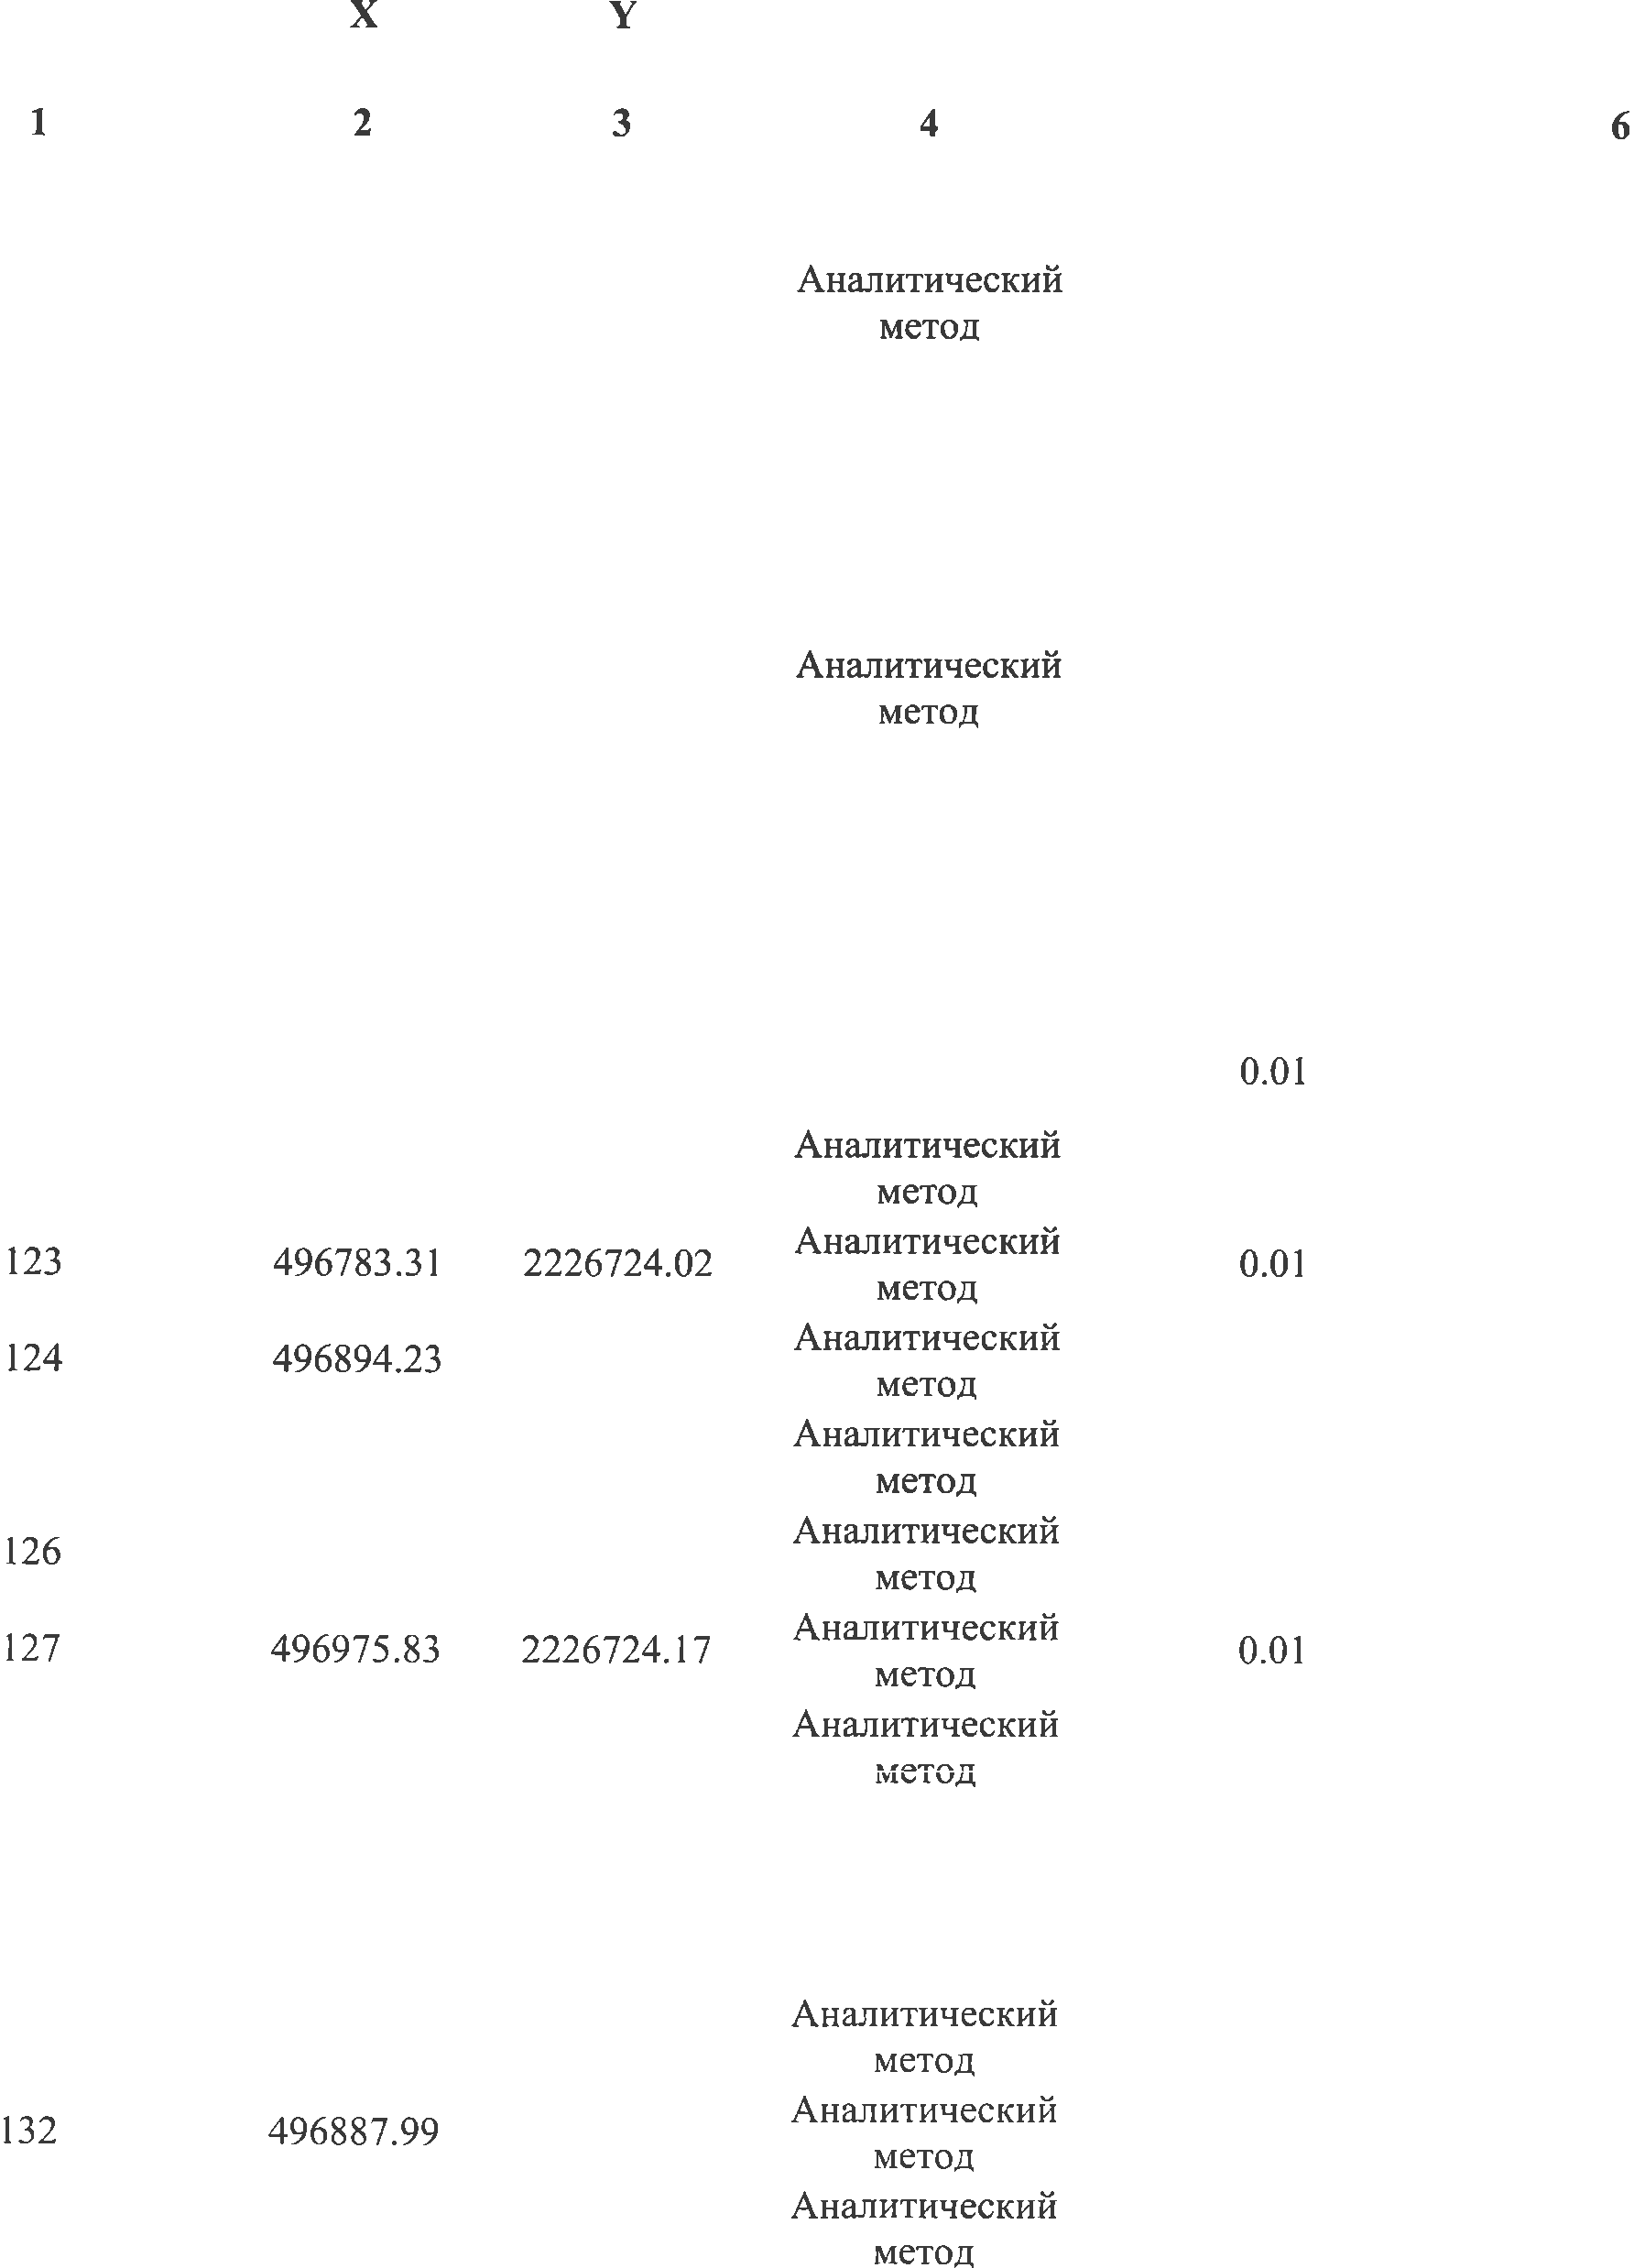 X Y
1 2 3 4 6
Аналитический
метод
Аналитический
метод
0.01
Аналитический
метод
Аналитический
123 496783.31 2226724.02 0.01
метод
Аналитический
124 496894.23
метод
Аналитический
метод
Аналитический
126
метод
Аналитический
127 496975.83 2226724.17 0.01
метод
Аналитический
метод
Аналитический
метод
Аналитический
132 496887.99
метод
Аналитический
метод